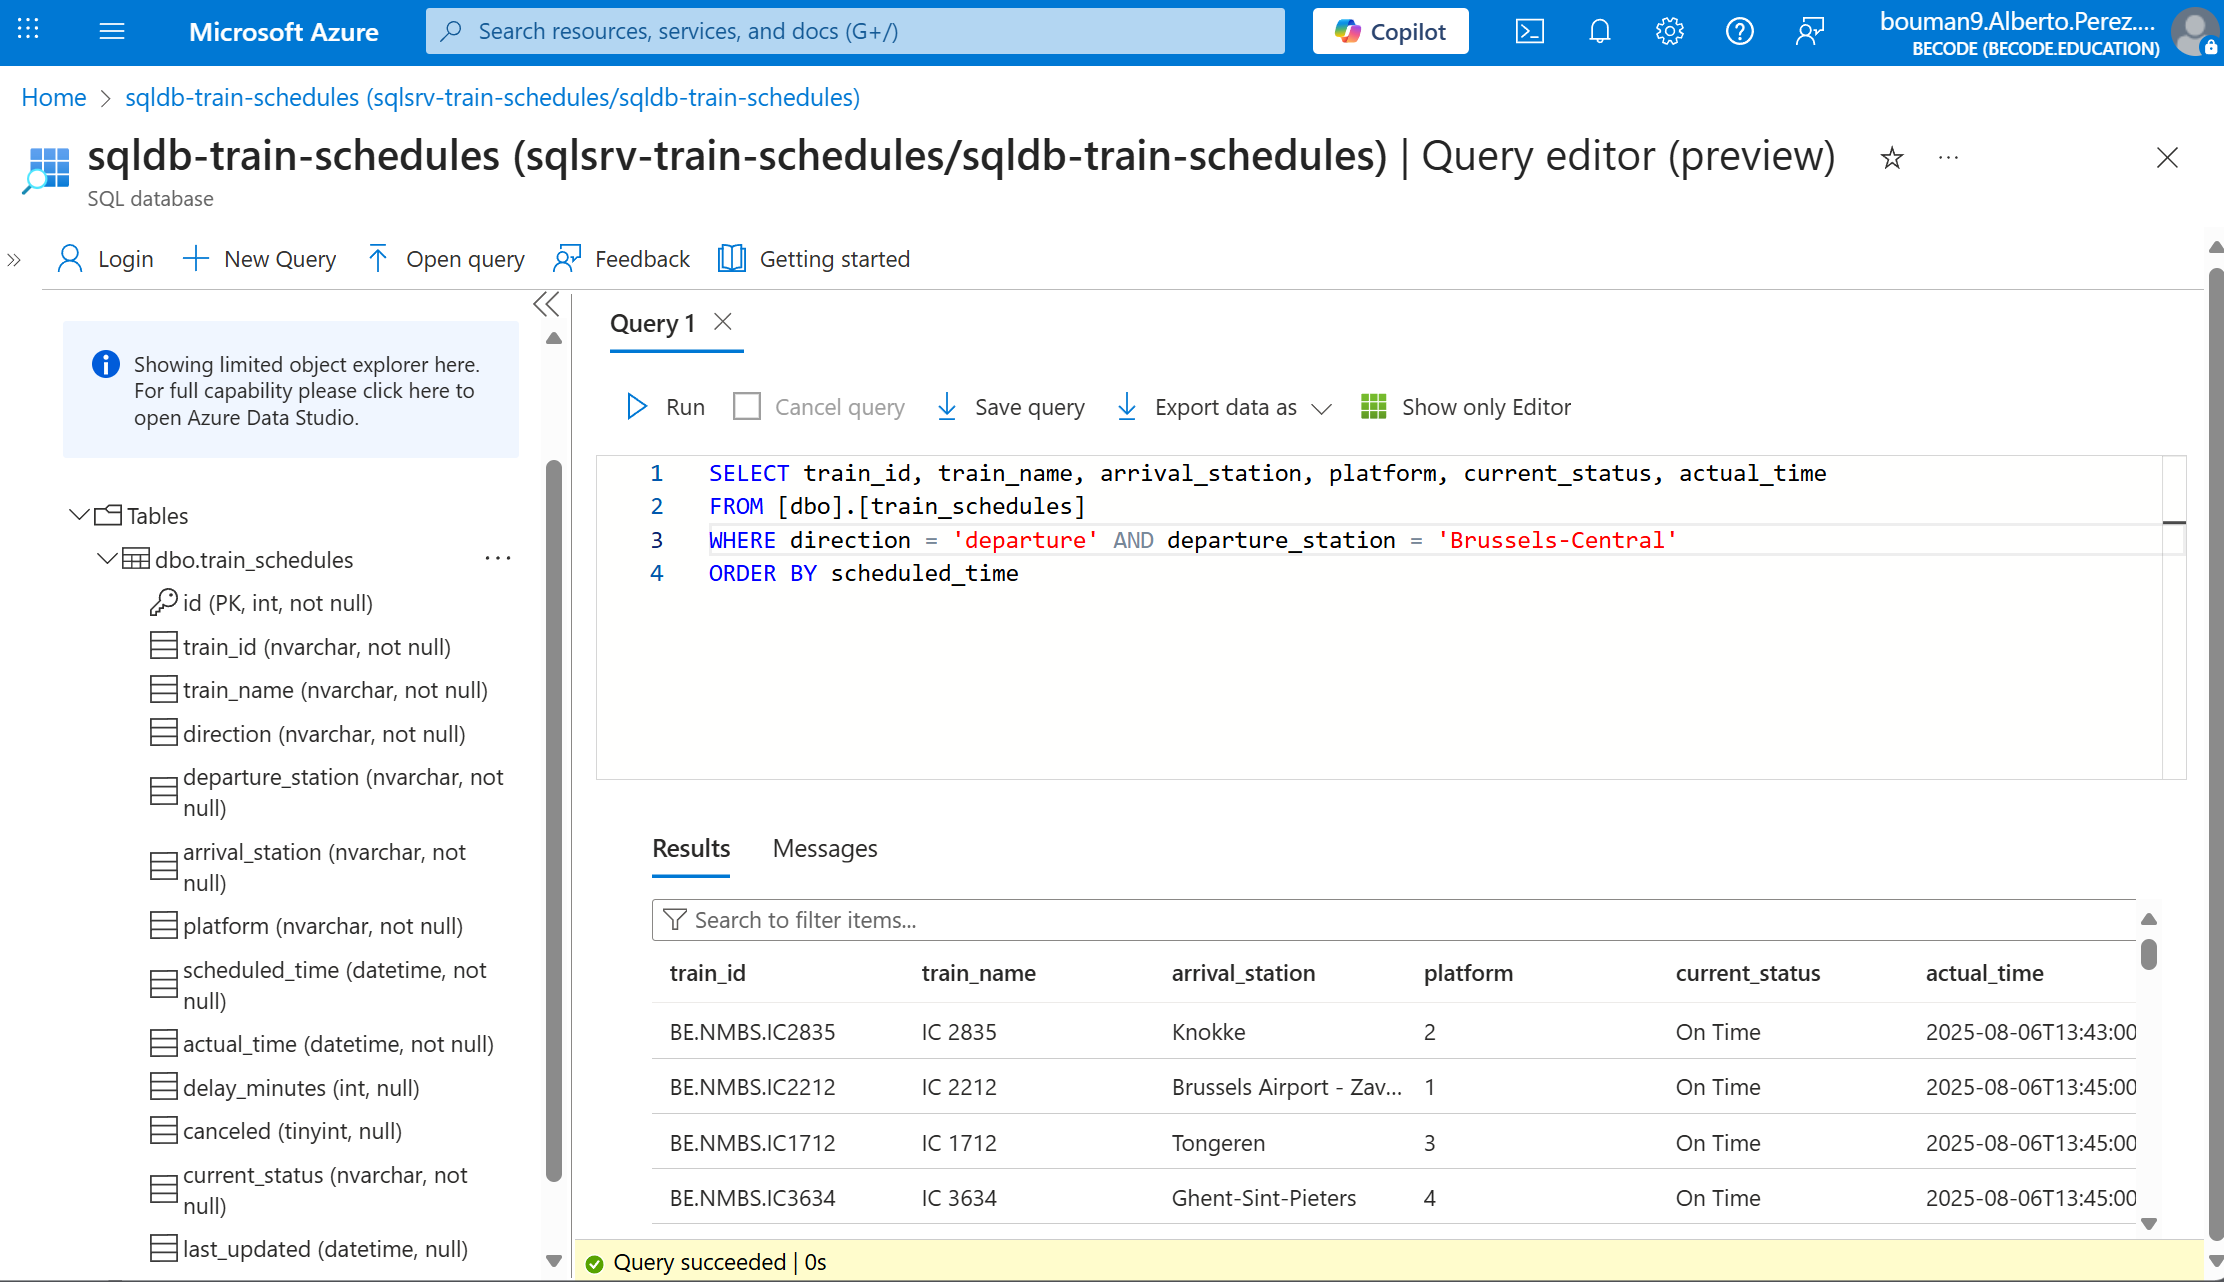 Microsoft Azure
Search resources, services, and docs (G+/)
Copilot
bouman9.Alberto.Perez....
BECODE (BECODE.EDUCATION)
Home > sqldb-train-schedules (sqlsrv-train-schedules/sqldb-train-schedules)
sqldb-train-schedules (sqlsrv-train-schedules/sqldb-train-schedules) | Query editor (preview)
SQL database
Login New Query Open query Feedback Getting started
Showing limited object explorer here.
For full capability please click here to
open Azure Data Studio.
Tables
dbo.train_schedules
id (PK, int, not null)
train_id (nvarchar, not null)
train_name (nvarchar, not null)
direction (nvarchar, not null)
departure_station (nvarchar, not
null)
arrival_station (nvarchar, not
null)
platform (nvarchar, not null)
scheduled_time (datetime, not
null)
actual_time (datetime, not null)
delay_minutes (int, null)
canceled (tinyint, null)
current_status (nvarchar, not
null)
last_updated (datetime, null)
Query 1
Run Cancel query Save query Export data as Show only Editor
1 SELECT train_id, train_name, arrival_station, platform, current_status, actual_time
2 FROM [dbo].[train_schedules]
3 WHERE direction = 'departure' AND departure_station = 'Brussels-Central'
4 ORDER BY scheduled_time
Results Messages
Search to filter items...
train_id train_name arrival_station platform current_status actual_time
BE.NMBS.IC2835 IC 2835 Knokke 2 On Time 2025-08-06T13:43:00
BE.NMBS.IC2212 IC 2212 Brussels Airport - Zav... 1 On Time 2025-08-06T13:45:00
BE.NMBS.IC1712 IC 1712 Tongeren 3 On Time 2025-08-06T13:45:00
BE.NMBS.IC3634 IC 3634 Ghent-Sint-Pieters 4 On Time 2025-08-06T13:45:00
Query succeeded | 0s